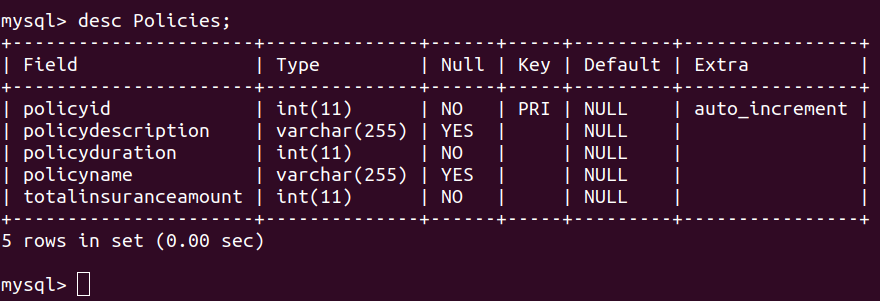 mysql> desc Policies;
+----------------------+--------------+------+-----+---------+----------------+
| Field                | Type         | Null | Key | Default | Extra          |
+----------------------+--------------+------+-----+---------+----------------+
| policyid             | int(11)      | NO   | PRI | NULL    | auto_increment |
| policydescription    | varchar(255) | YES  |     | NULL    |                |
| policyduration       | int(11)      | NO   |     | NULL    |                |
| policyname           | varchar(255) | YES  |     | NULL    |                |
| totalinsuranceamount | int(11)      | NO   |     | NULL    |                |
+----------------------+--------------+------+-----+---------+----------------+
5 rows in set (0.00 sec)
mysql>